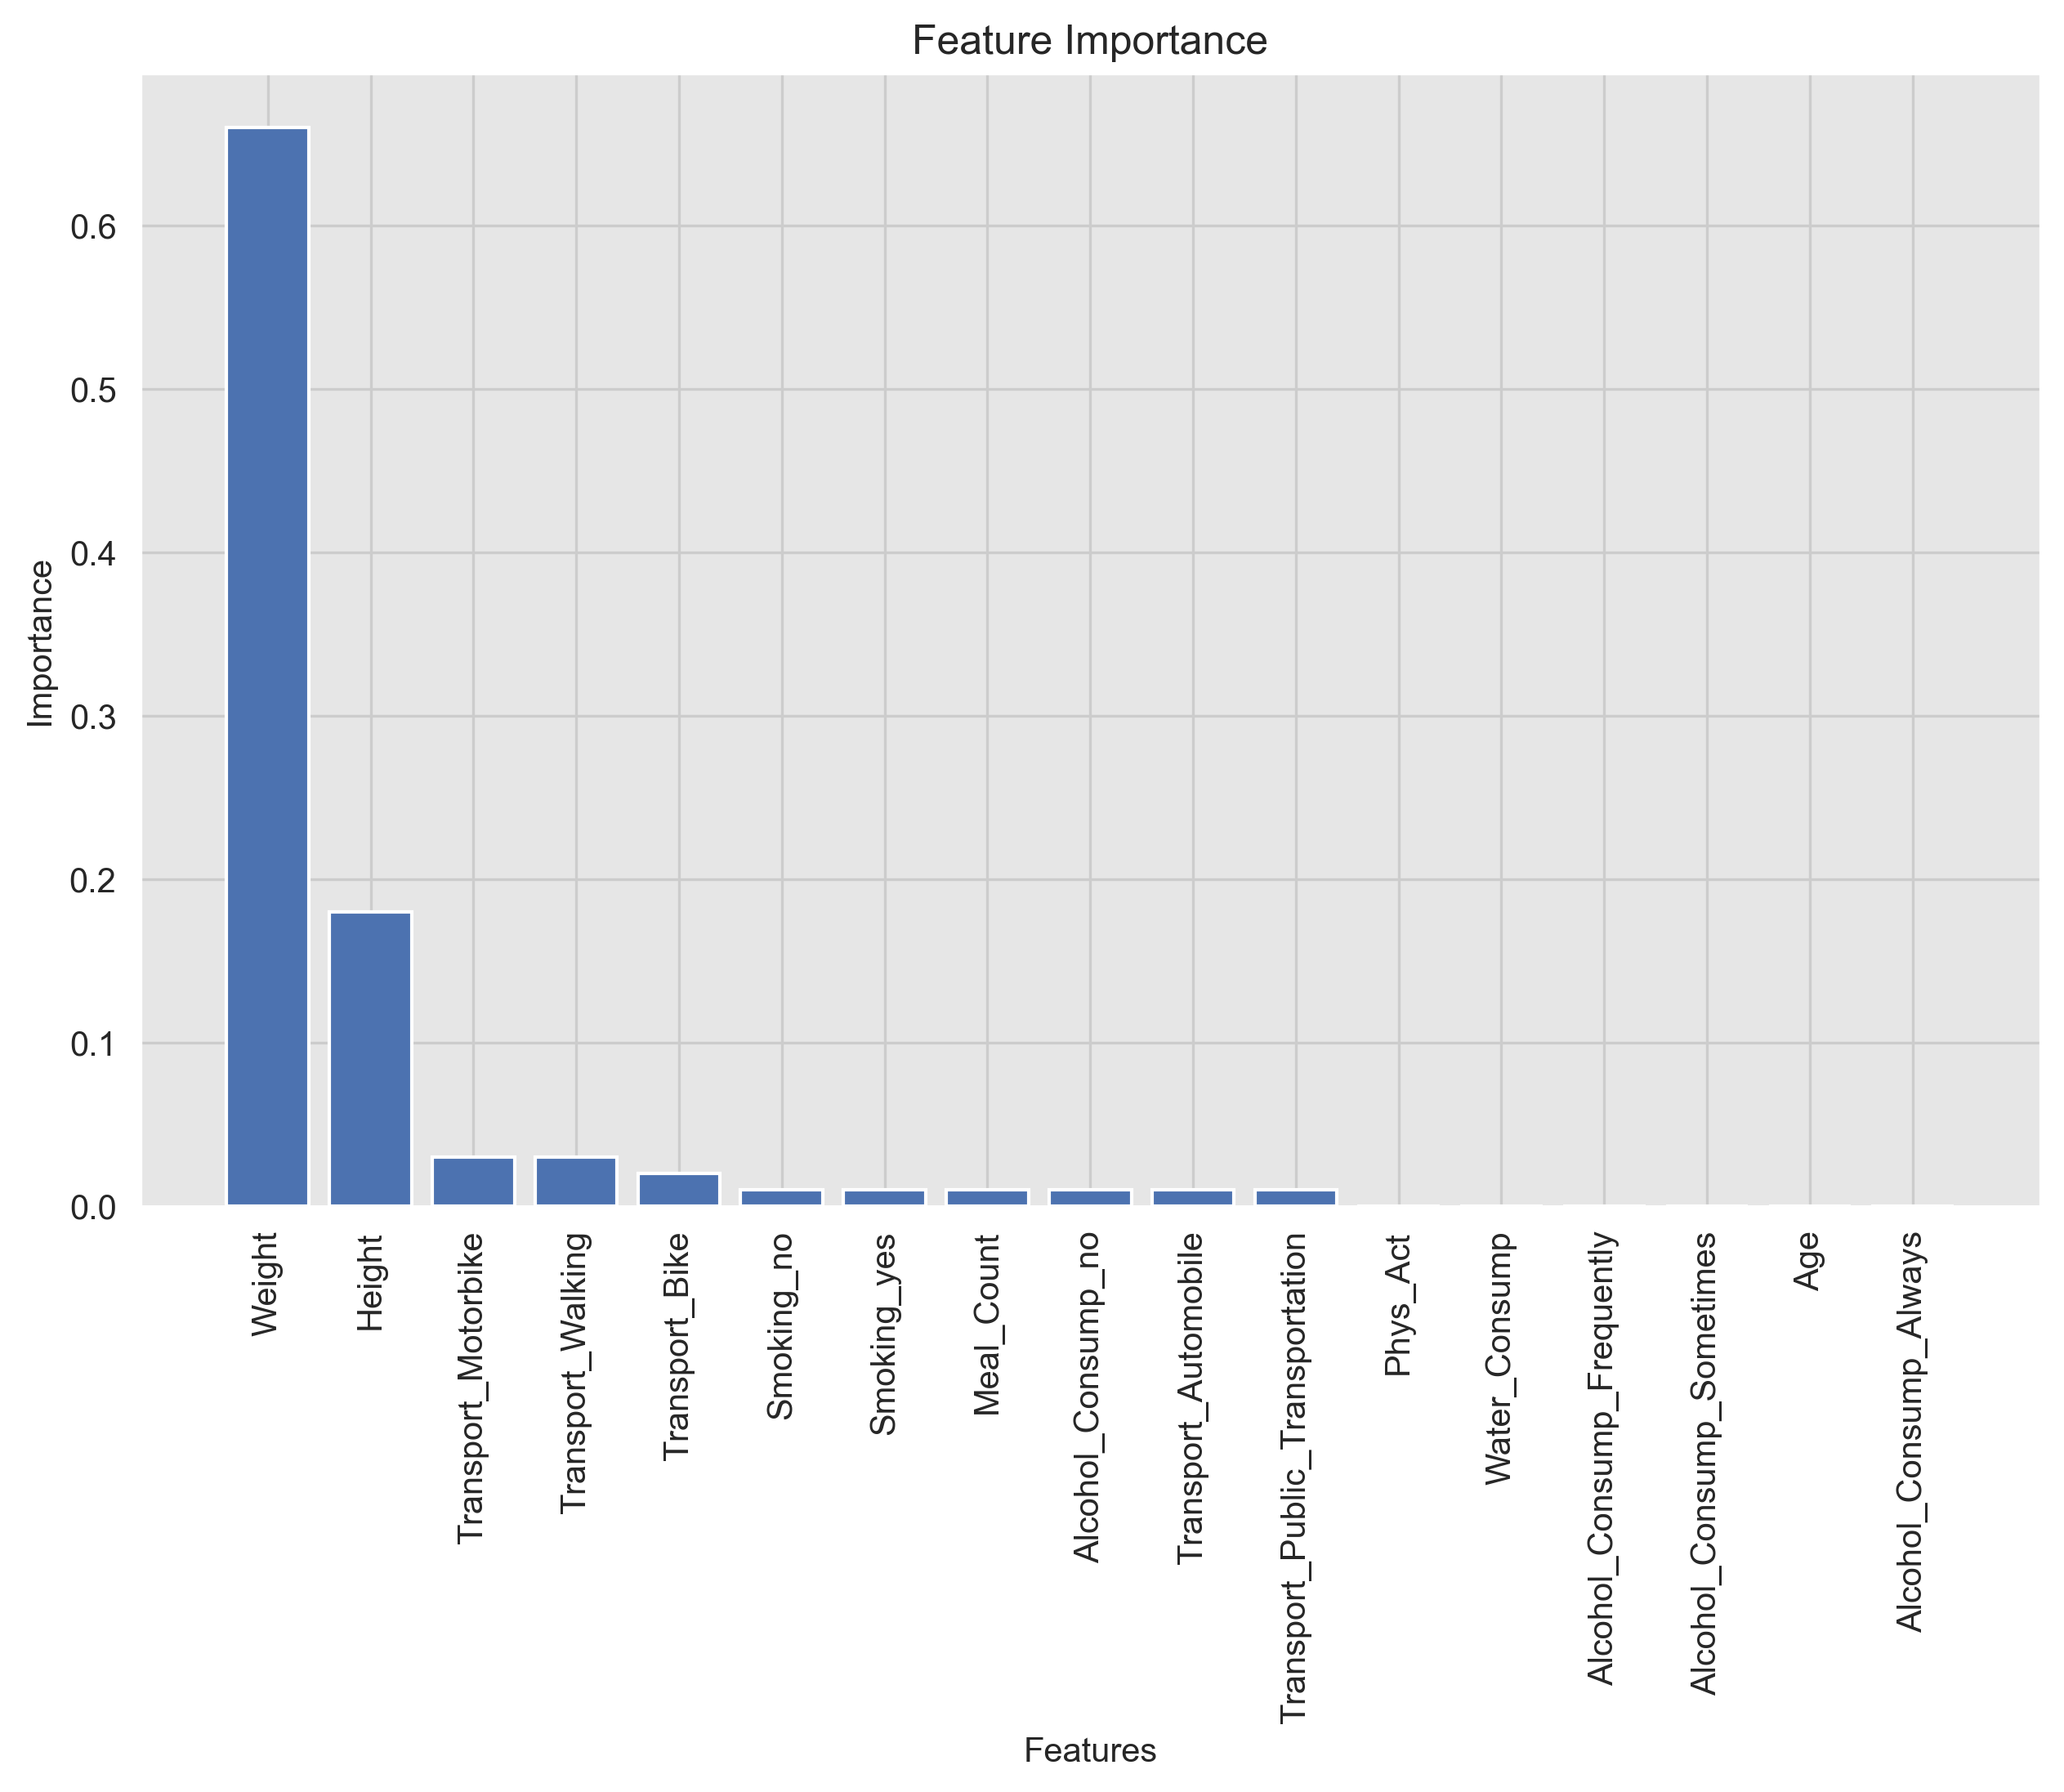 Feature Importance
Importance
0.6
0.5
0.4
0.3
0.2
0.1
0.0
Weight
Height
Transport_Motorbike
Transport_Walking
Transport_Bike
Smoking_no
Smoking_yes
Meal_Count
Alcohol_Consump_no
Transport_Automobile
Transport_Public_Transportation
Phys_Act
Water_Consump
Alcohol_Consump_Frequently
Alcohol_Consump_Sometimes
Age
Alcohol_Consump_Always
Features